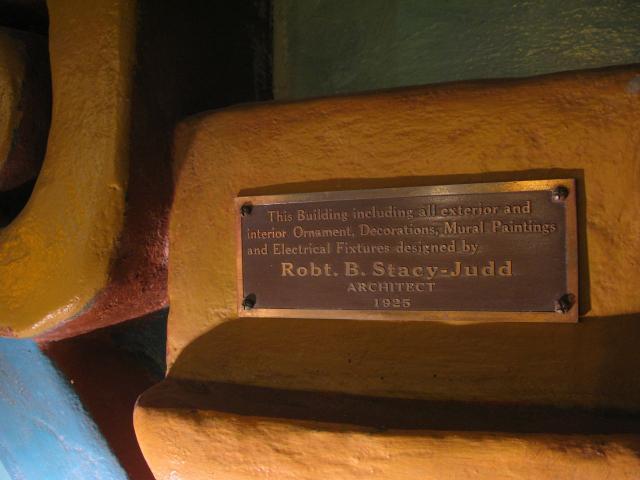 This Building including all exterior and
interior Ornament, Decorations, Mural Paintings
and Electrical Fixtures designed by
Robt. B. Stacy-Judd
ARCHITECT
1925